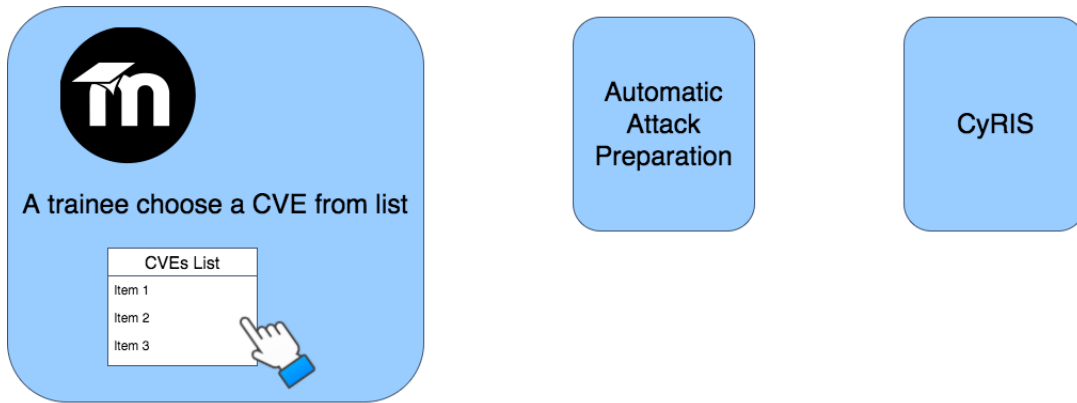 m
A trainee choose a CVE from list
CVEs List
Item 1
Item 2
Item 3
Automatic
Attack
Preparation
CyRIS